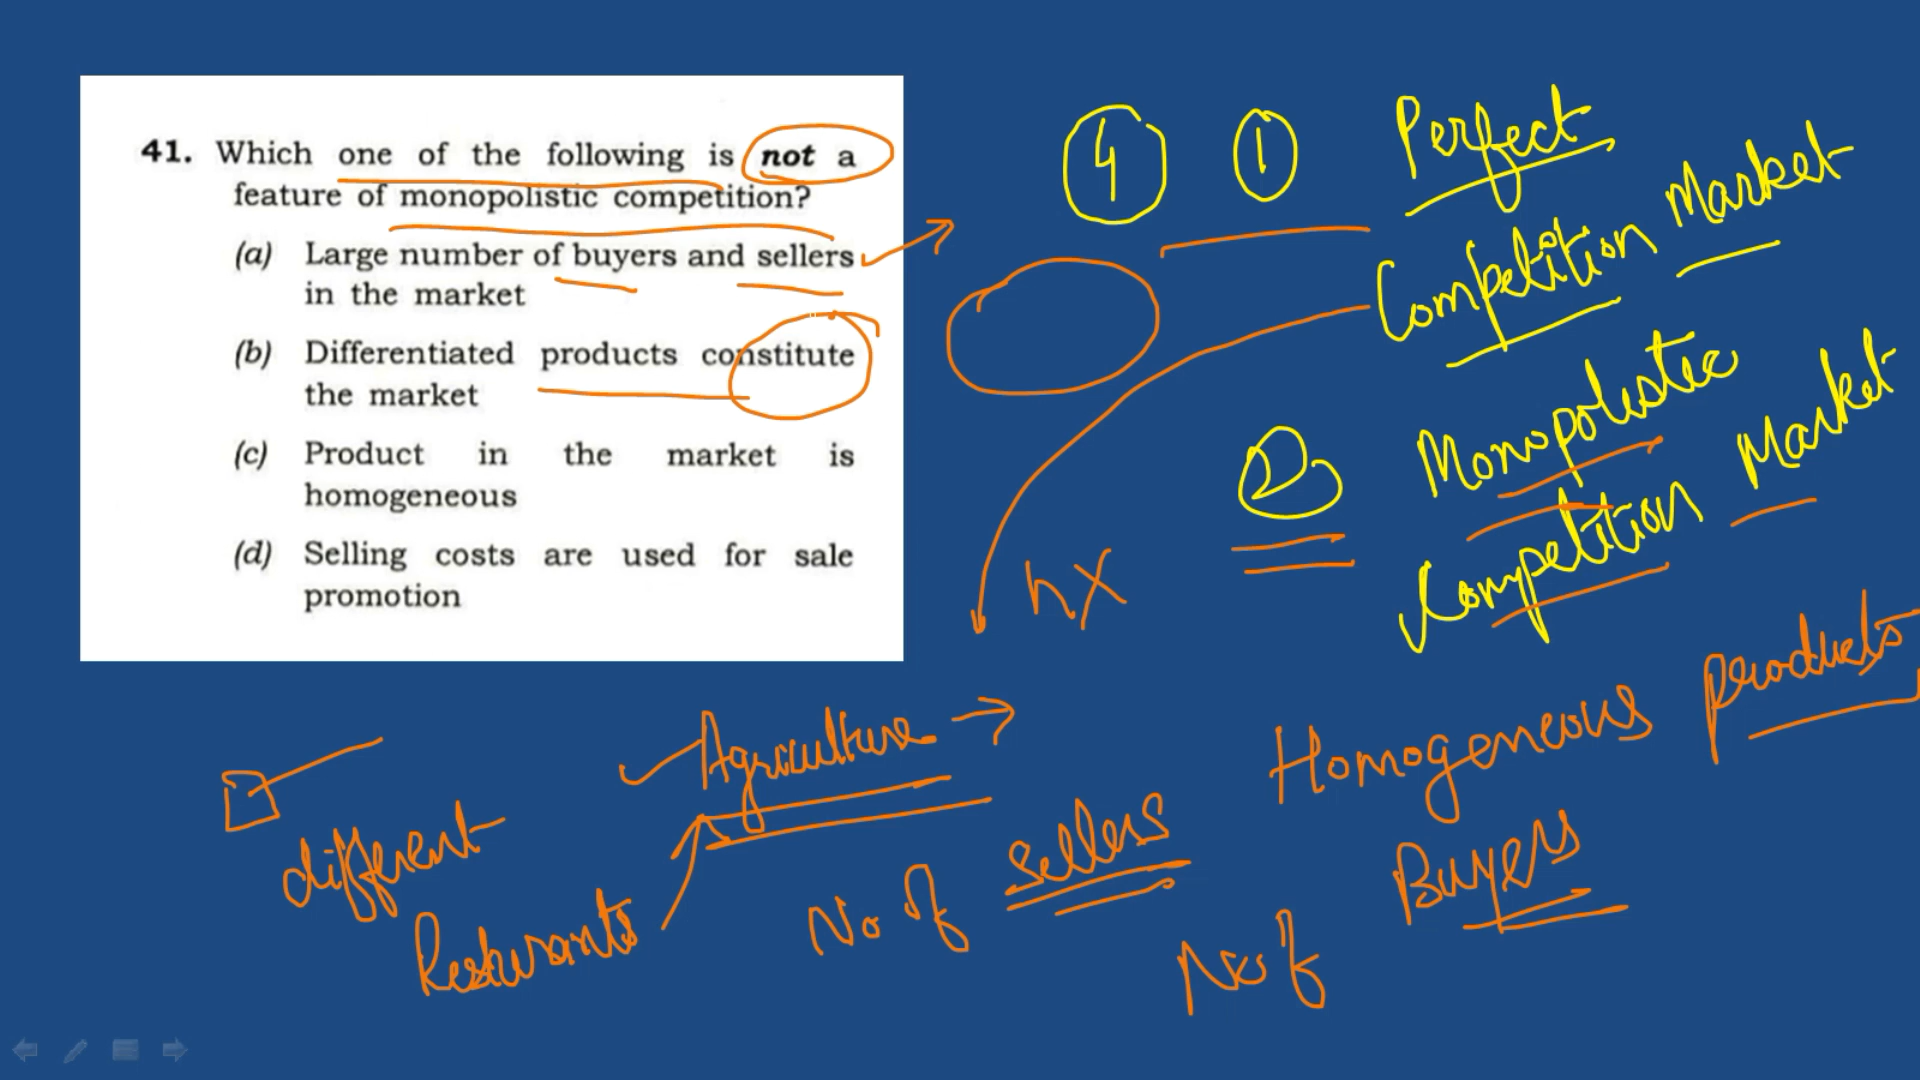 41. Which one of the following is not a
feature of monopolistic competition?
(a) Large number of buyers and sellers
in the market
(b) Differentiated products constitute
the market
(c) Product in the market is
homogeneous
(d) Selling costs are used for sale
promotion
4 1 Perfect
Competition Market
2 Monopolistic
Competition Market
hx
Homogeneous products
Agriculture
different
No of sellers
No of Buyers